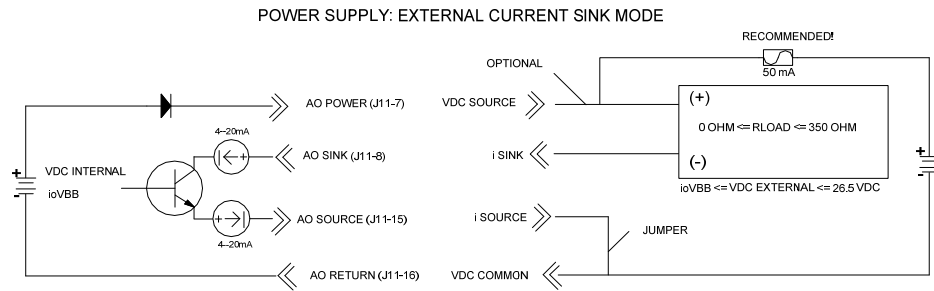 POWER SUPPLY: EXTERNAL CURRENT SINK MODE
RECOMMENDED!
50 mA
OPTIONAL
AO POWER (J11-7)
VDC SOURCE
(+)
0 OHM <= RLOAD <= 350 OHM
(-)
4--20mA
AO SINK (J11-8)
i SINK
+
-
VDC INTERNAL
ioVBB
+
-
ioVBB <= VDC EXTERNAL <= 26.5 VDC
+
+
AO SOURCE (J11-15)
4--20mA
i SOURCE
JUMPER
AO RETURN (J11-16)
VDC COMMON